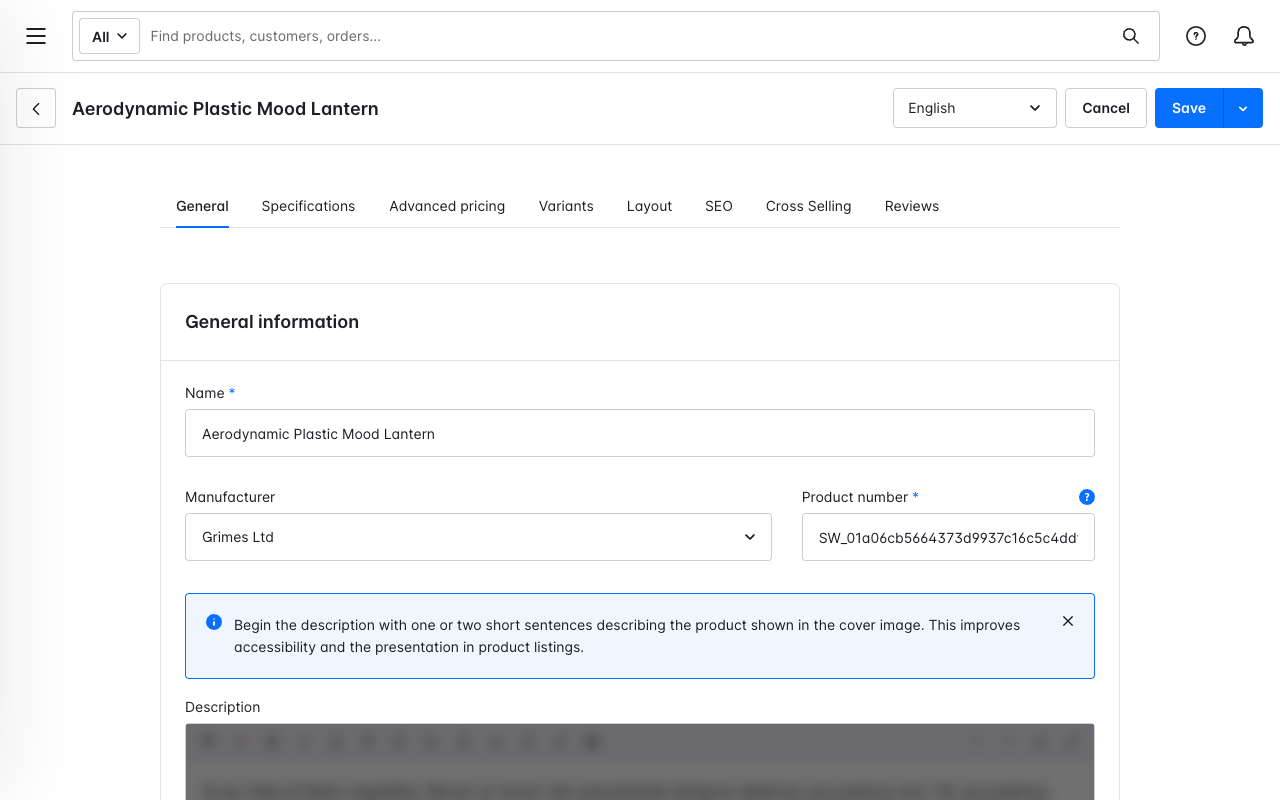 All
Find products, customers, orders...
Aerodynamic Plastic Mood Lantern
English
Cancel
Save
General
Specifications
Advanced pricing
Variants
Layout
SEO
Cross Selling
Reviews
General information
Name *
Aerodynamic Plastic Mood Lantern
Manufacturer
Product number *
Grimes Ltd
SW_01a06cb5664373d9937c16c5c4dd
Begin the description with one or two short sentences describing the product shown in the cover image. This improves
accessibility and the presentation in product listings.
Description